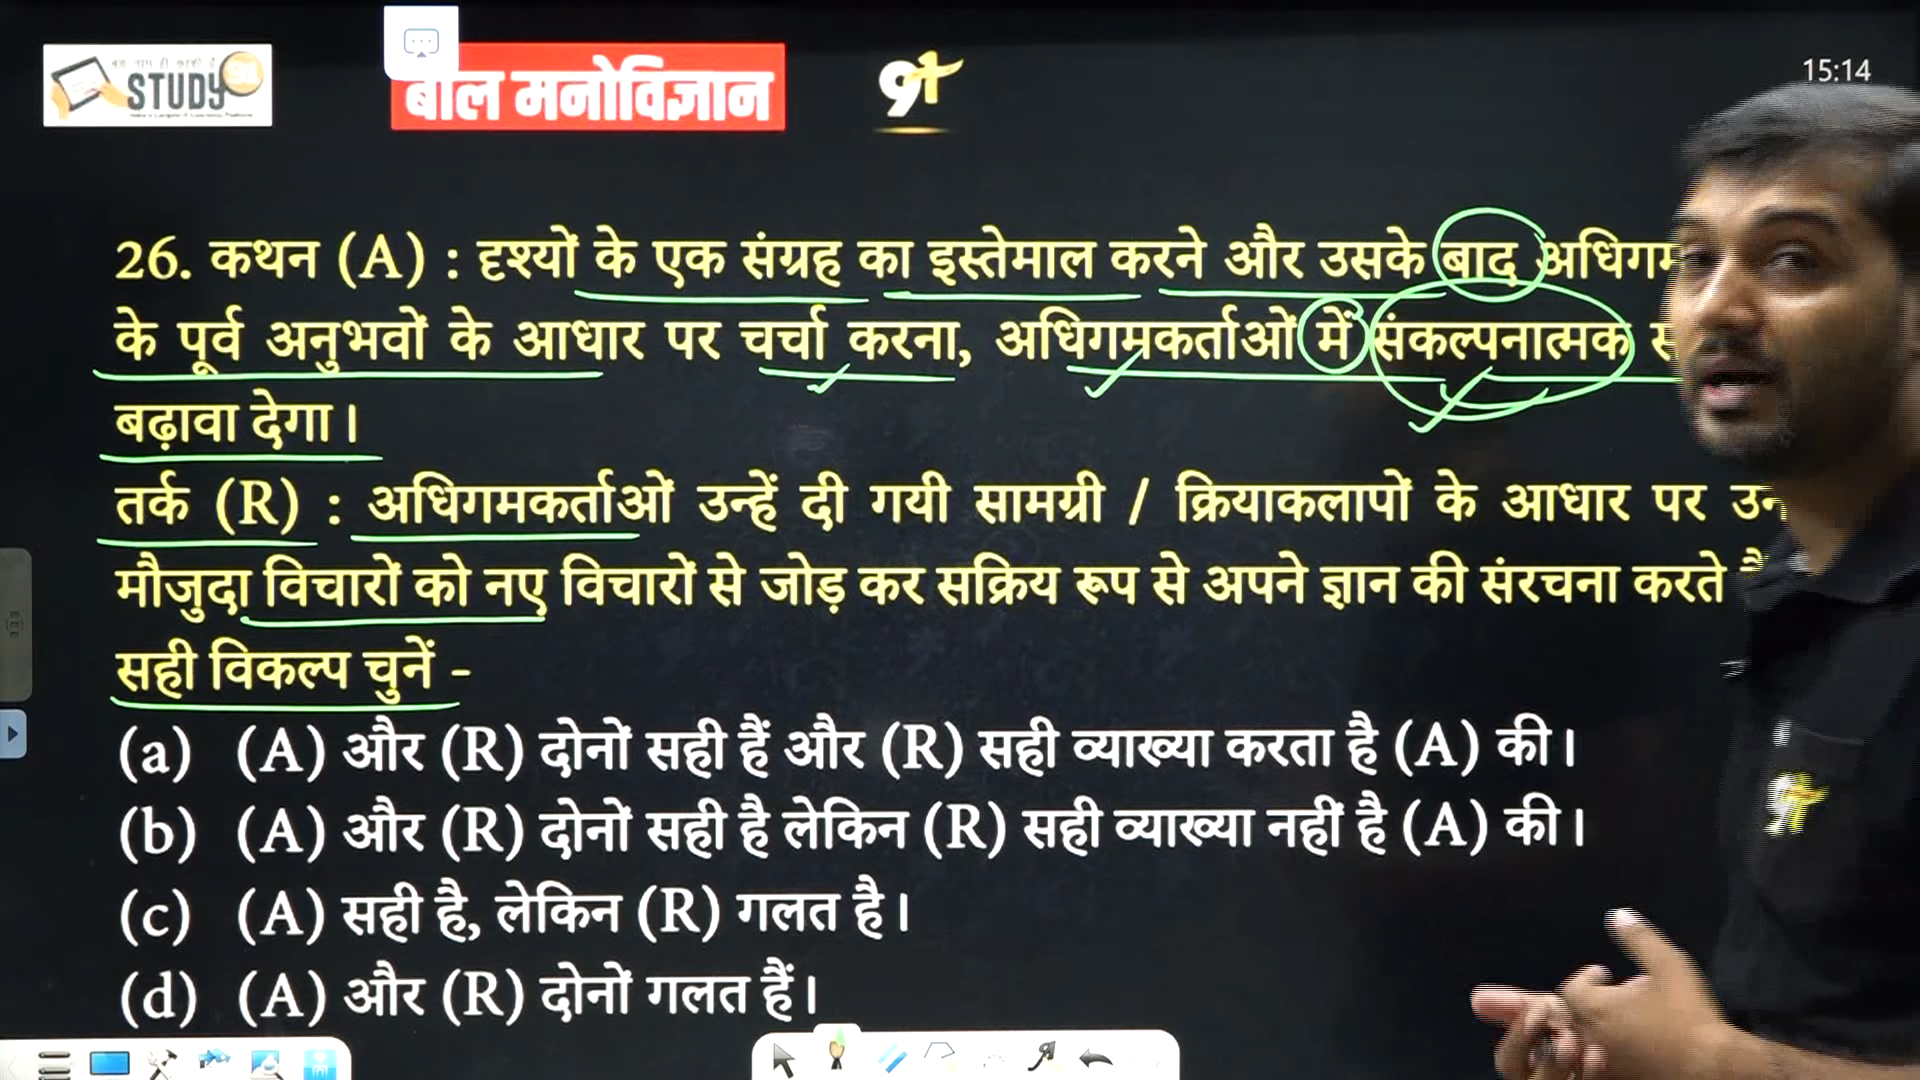 STUDY 91
बाल मनोविज्ञान
9+
15:14
26. कथन (A) : दृश्यों के एक संग्रह का इस्तेमाल करने और उसके बाद
के पूर्व अनुभवों के आधार पर चर्चा करना, अधिगमकर्ताओं में संकल्पनात्मक
बढ़ावा देगा।
तर्क (R) : अधिगमकर्ताओं उन्हें दी गयी सामग्री / क्रियाकलापों के आधार पर
मौजुदा विचारों को नए विचारों से जोड़ कर सक्रिय रूप से अपने ज्ञान की संरचना करते
सही विकल्प चुनें -
(a) (A) और (R) दोनों सही हैं और (R) सही व्याख्या करता है (A) की।
(b) (A) और (R) दोनों सही है लेकिन (R) सही व्याख्या नहीं है (A) की।
(c) (A) सही है, लेकिन (R) गलत है।
(d) (A) और (R) दोनों गलत हैं।